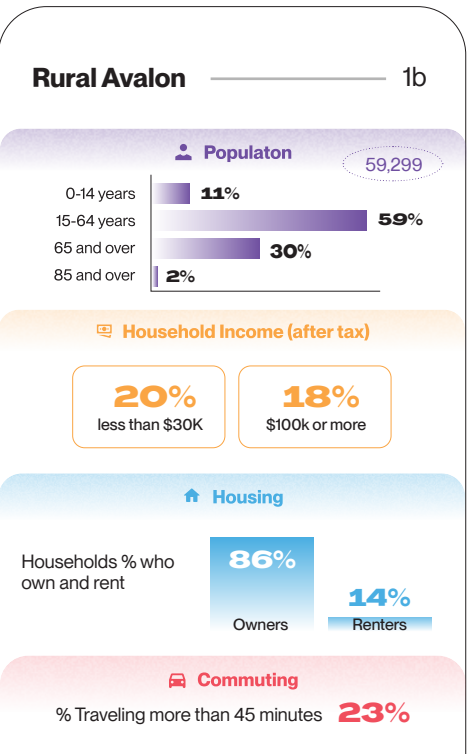 Rural Avalon 1b
Populaton
59,299
0-14 years 11%
15-64 years 59%
65 and over 30%
85 and over 2%
Household Income (after tax)
20% 18%
less than $30K $100k or more
Housing
Households % who
own and rent
86%
14%
Owners Renters
Commuting
% Traveling more than 45 minutes 23%